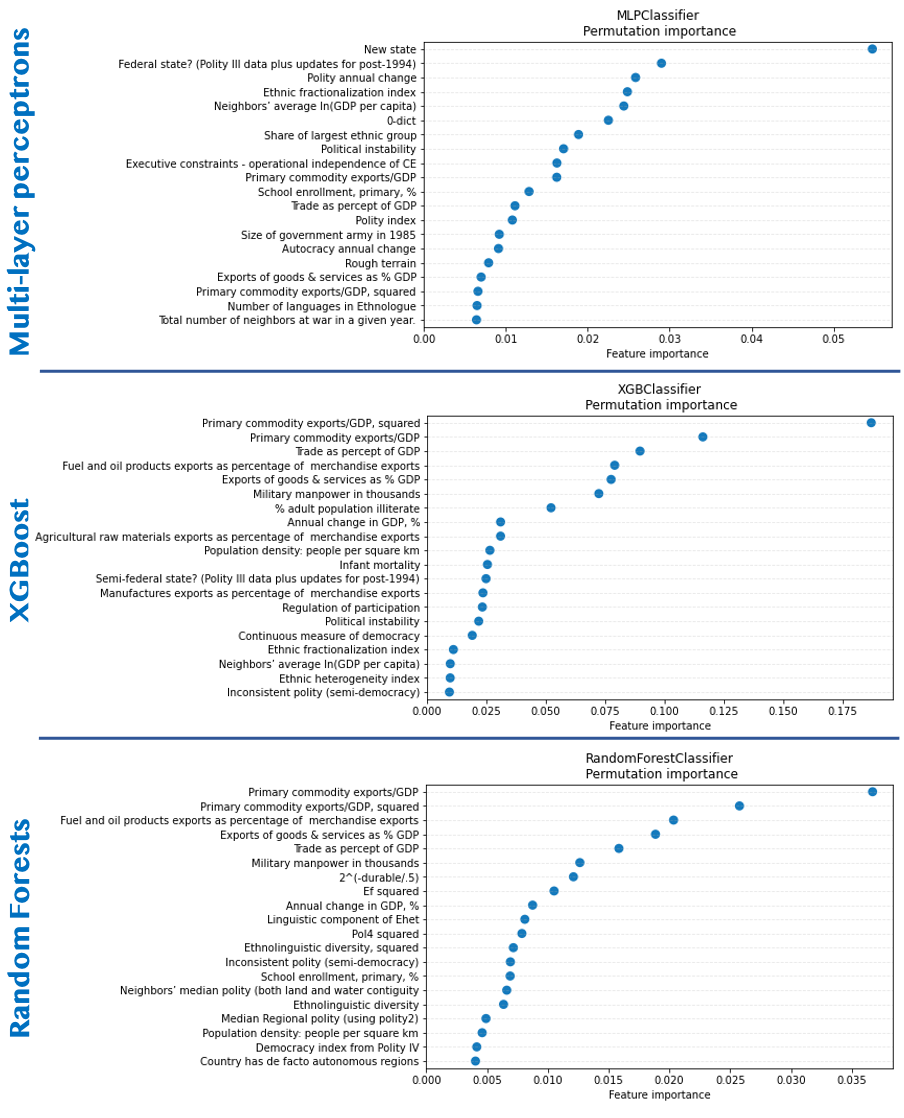 Multi-layer perceptrons
MLPClassifier
Permutation importance
New state
Federal state? (Polity III data plus updates for post-1994)
Polity annual change
Ethnic fractionalization index
Neighbors’ average ln(GDP per capita)
0-dict
Share of largest ethnic group
Political instability
Executive constraints - operational independence of CE
Primary commodity exports/GDP
School enrollment, primary, %
Trade as percept of GDP
Polity index
Size of government army in 1985
Autocracy annual change
Rough terrain
Exports of goods & services as % GDP
Primary commodity exports/GDP, squared
Number of languages in Ethnologue
Total number of neighbors at war in a given year.
0.00 0.01 0.02 0.03 0.04 0.05
Feature importance
XGBoost
XGBClassifier
Permutation importance
Primary commodity exports/GDP, squared
Primary commodity exports/GDP
Trade as percept of GDP
Fuel and oil products exports as percentage of  merchandise exports
Exports of goods & services as % GDP
Military manpower in thousands
% adult population illiterate
Annual change in GDP, %
Agricultural raw materials exports as percentage of  merchandise exports
Population density: people per square km
Infant mortality
Semi-federal state? (Polity III data plus updates for post-1994)
Manufactures exports as percentage of  merchandise exports
Regulation of participation
Political instability
Continuous measure of democracy
Ethnic fractionalization index
Neighbors’ average ln(GDP per capita)
Ethnic heterogeneity index
Inconsistent polity (semi-democracy)
0.000 0.025 0.050 0.075 0.100 0.125 0.150 0.175
Feature importance
Random Forests
RandomForestClassifier
Permutation importance
Primary commodity exports/GDP
Primary commodity exports/GDP, squared
Fuel and oil products exports as percentage of  merchandise exports
Exports of goods & services as % GDP
Trade as percept of GDP
Military manpower in thousands
2^(-durable/.5)
Ef squared
Annual change in GDP, %
Linguistic component of Ehet
Pol4 squared
Ethnolinguistic diversity, squared
Inconsistent polity (semi-democracy)
School enrollment, primary, %
Neighbors’ median polity (both land and water contiguity
Ethnolinguistic diversity
Median Regional polity (using polity2)
Population density: people per square km
Democracy index from Polity IV
Country has de facto autonomous regions
0.000 0.005 0.010 0.015 0.020 0.025 0.030 0.035
Feature importance